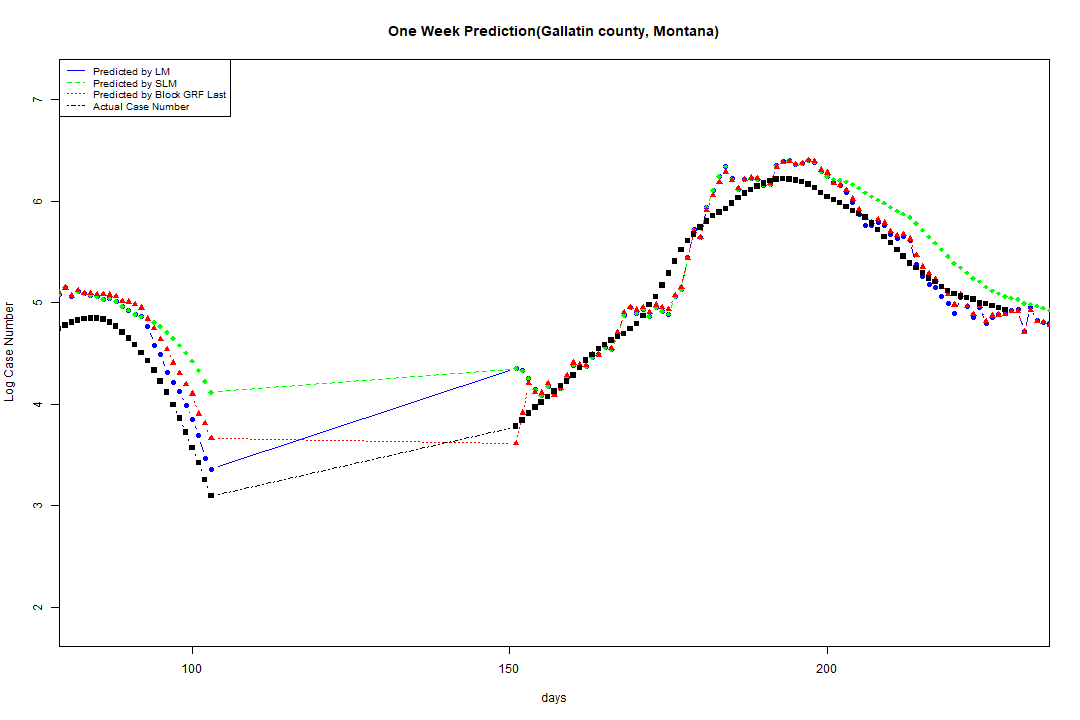 One Week Prediction(Gallatin county, Montana)
Predicted by LM
Predicted by SLM
Predicted by Block GRF Last
Actual Case Number
7
6
5
4
3
2
Log Case Number
100
150
200
days